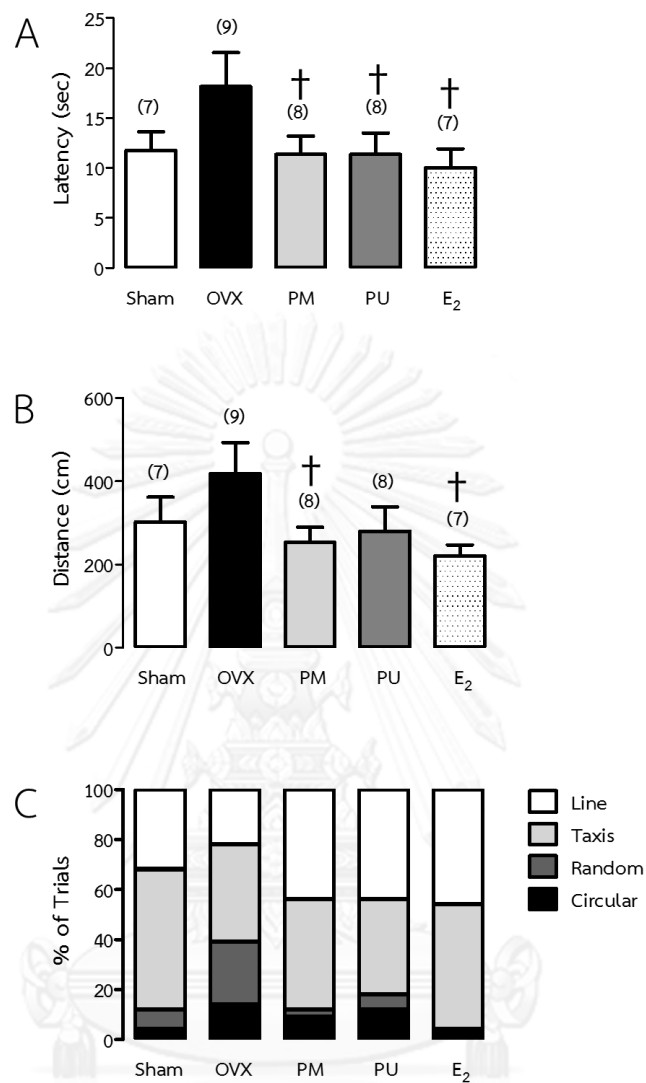 A
Latency (sec)
25
20
15
10
5
0
(7)
(9)
†
(8)
†
(8)
†
(7)
Sham OVX PM PU E₂
B
Distance (cm)
600
400
200
0
(7)
(9)
†
(8)
(8)
†
(7)
Sham OVX PM PU E₂
C
% of Trials
100
80
60
40
20
0
Line
Taxis
Random
Circular
Sham OVX PM PU E₂